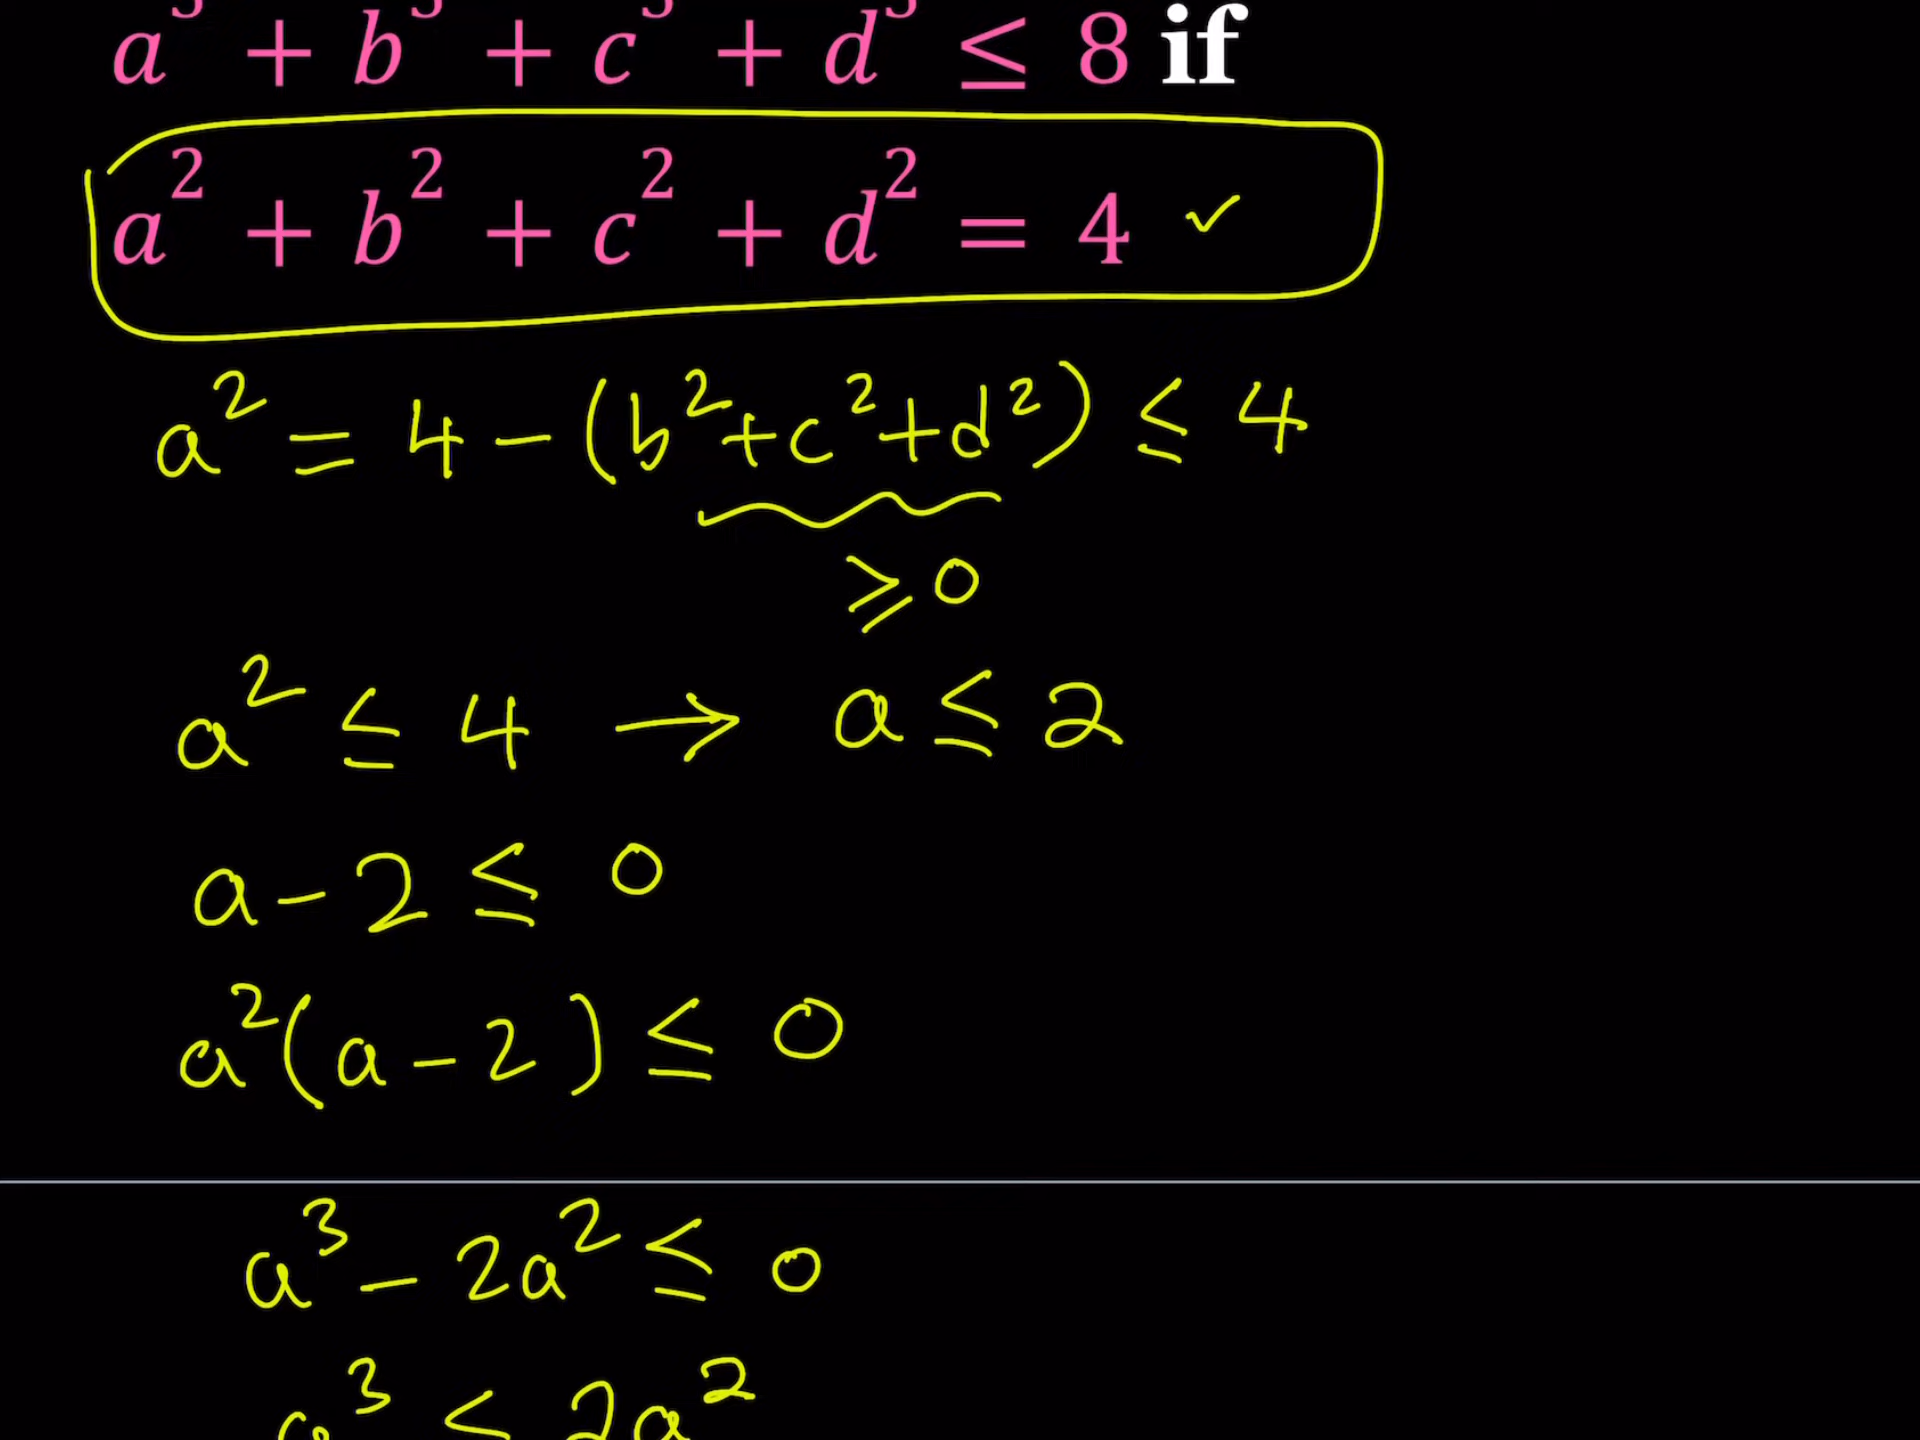 a³ + b³ + c³ + d³ ≤ 8 if
a² + b² + c² + d² = 4 ✓
a² = 4 − (b² + c² + d²) ≤ 4
≥ 0
a² ≤ 4 → a ≤ 2
a − 2 ≤ 0
a²(a − 2) ≤ 0
a³ − 2a² ≤ 0
a³ ≤ 2a²